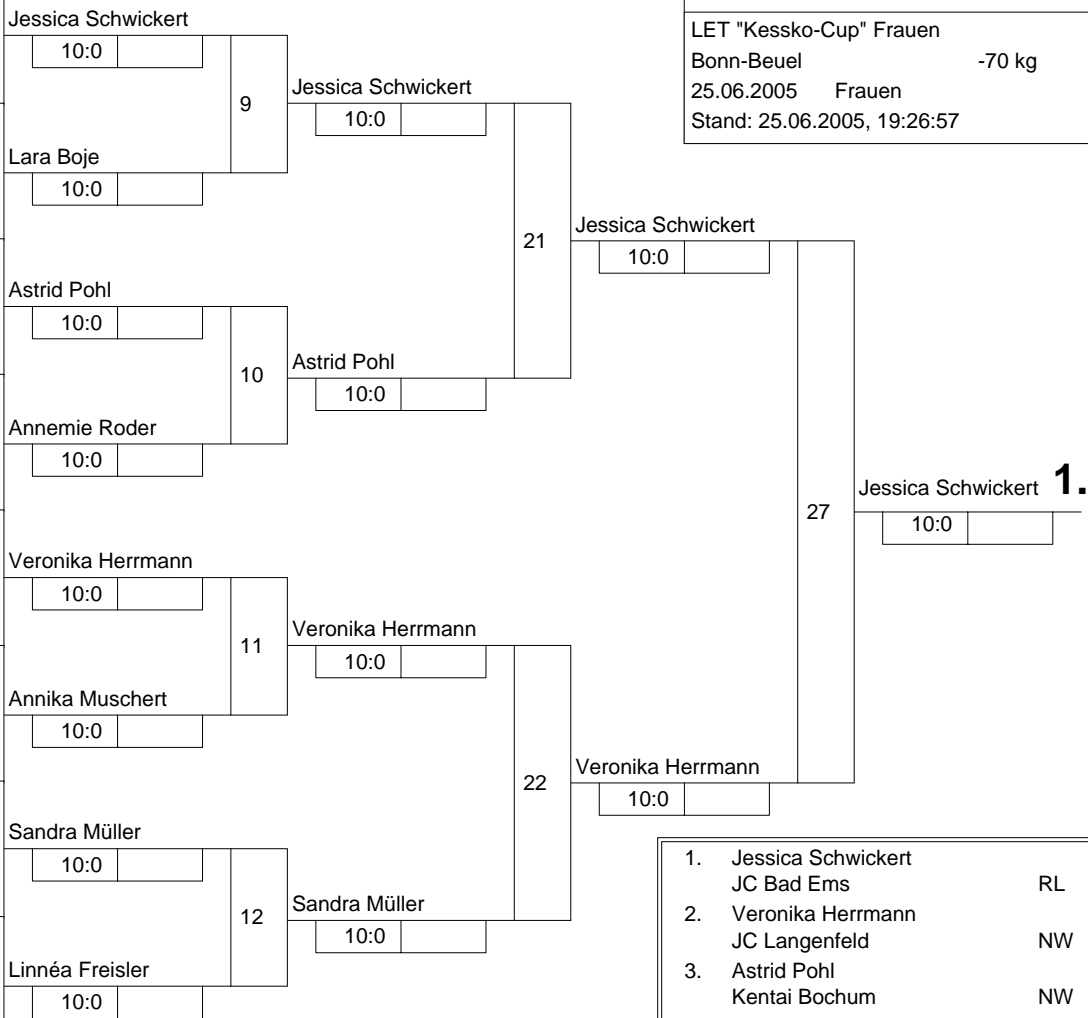 Jessica Schwickert
10:0
9
Lara Boje
10:0
Astrid Pohl
10:0
10
Annemie Roder
10:0
Veronika Herrmann
10:0
11
Annika Muschert
10:0
Sandra Müller
10:0
12
Linnéa Freisler
10:0
Jessica Schwickert
10:0
21
Astrid Pohl
10:0
Veronika Herrmann
10:0
22
Sandra Müller
10:0
Jessica Schwickert
10:0
27
Veronika Herrmann
10:0
Jessica Schwickert 1.
10:0
LET "Kessko-Cup" Frauen
Bonn-Beuel -70 kg
25.06.2005 Frauen
Stand: 25.06.2005, 19:26:57
1. Jessica Schwickert
JC Bad Ems RL
2. Veronika Herrmann
JC Langenfeld NW
3. Astrid Pohl
Kentai Bochum NW